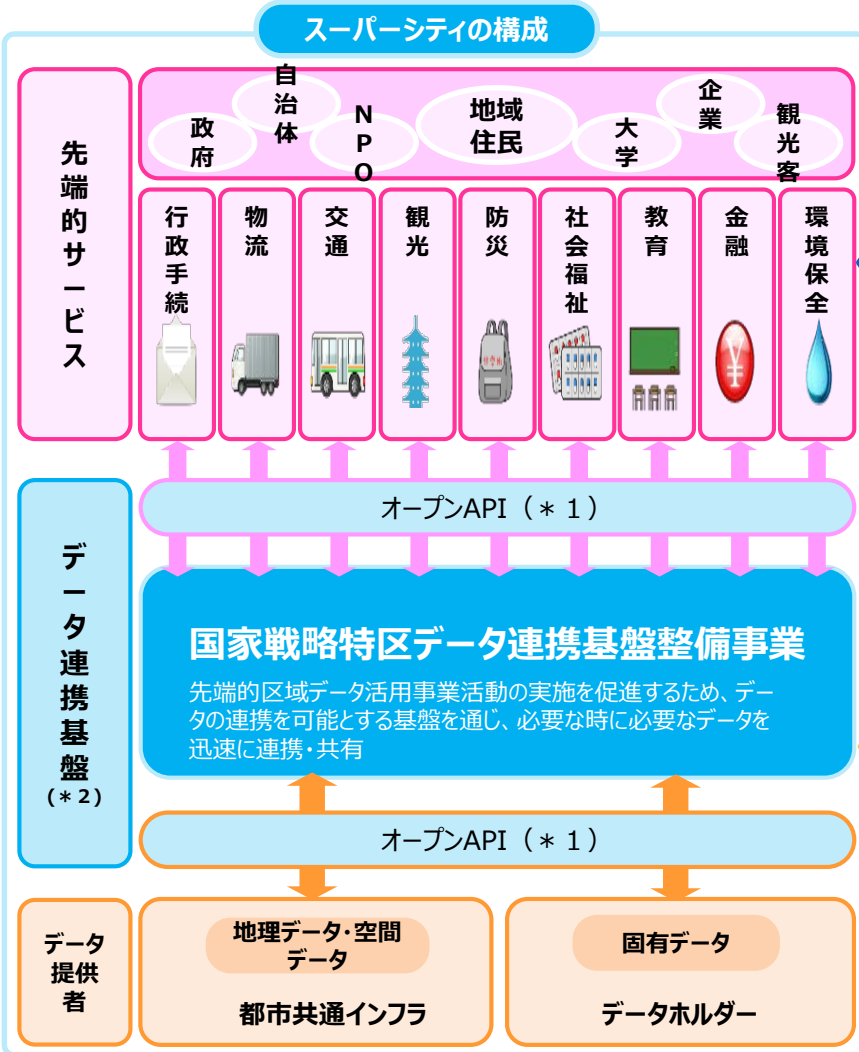 スーパーシティの構成
先端的サービス
政府
自治体
NPO
地域
住民
大学
企業
観光客
行政手続
物流
交通
観光
防災
社会福祉
教育
金融
環境保全
オープンAPI（＊１）
データ連携基盤
(＊２)
国家戦略特区データ連携基盤整備事業
先端的区域データ活用事業活動の実施を促進するため、デー
タの連携を可能とする基盤を通じ、必要な時に必要なデータを
迅速に連携・共有
オープンAPI（＊１）
データ
提供
者
地理データ・空間
データ
都市共通インフラ
固有データ
データホルダー